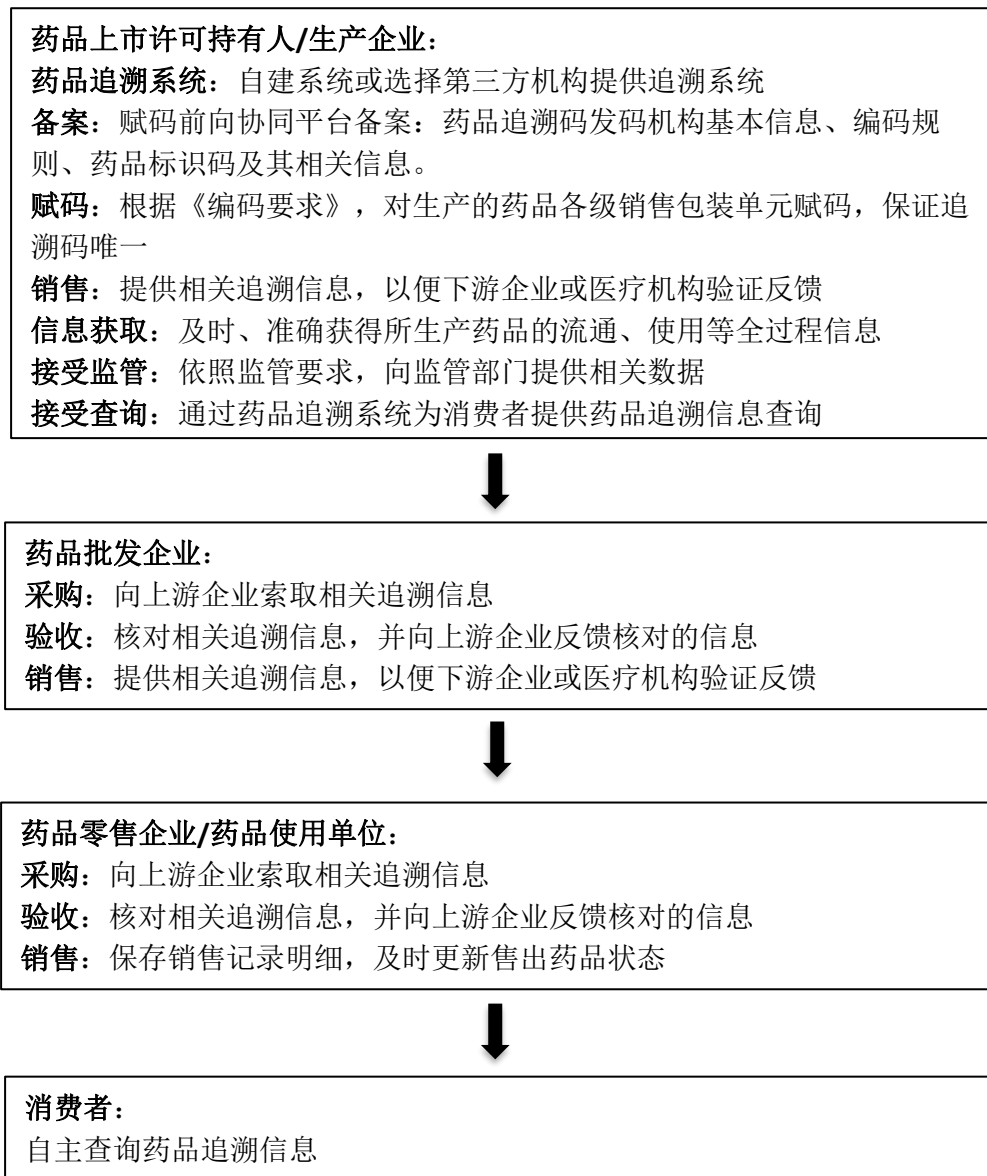 药品上市许可持有人/生产企业：
药品追溯系统：自建系统或选择第三方机构提供追溯系统
备案：赋码前向协同平台备案：药品追溯码发码机构基本信息、编码规
则、药品标识码及其相关信息。
赋码：根据《编码要求》，对生产的药品各级销售包装单元赋码，保证追
溯码唯一
销售：提供相关追溯信息，以便下游企业或医疗机构验证反馈
信息获取：及时、准确获得所生产药品的流通、使用等全过程信息
接受监管：依照监管要求，向监管部门提供相关数据
接受查询：通过药品追溯系统为消费者提供药品追溯信息查询
药品批发企业：
采购：向上游企业索取相关追溯信息
验收：核对相关追溯信息，并向上游企业反馈核对的信息
销售：提供相关追溯信息，以便下游企业或医疗机构验证反馈
药品零售企业/药品使用单位：
采购：向上游企业索取相关追溯信息
验收：核对相关追溯信息，并向上游企业反馈核对的信息
销售：保存销售记录明细，及时更新售出药品状态
消费者：
自主查询药品追溯信息